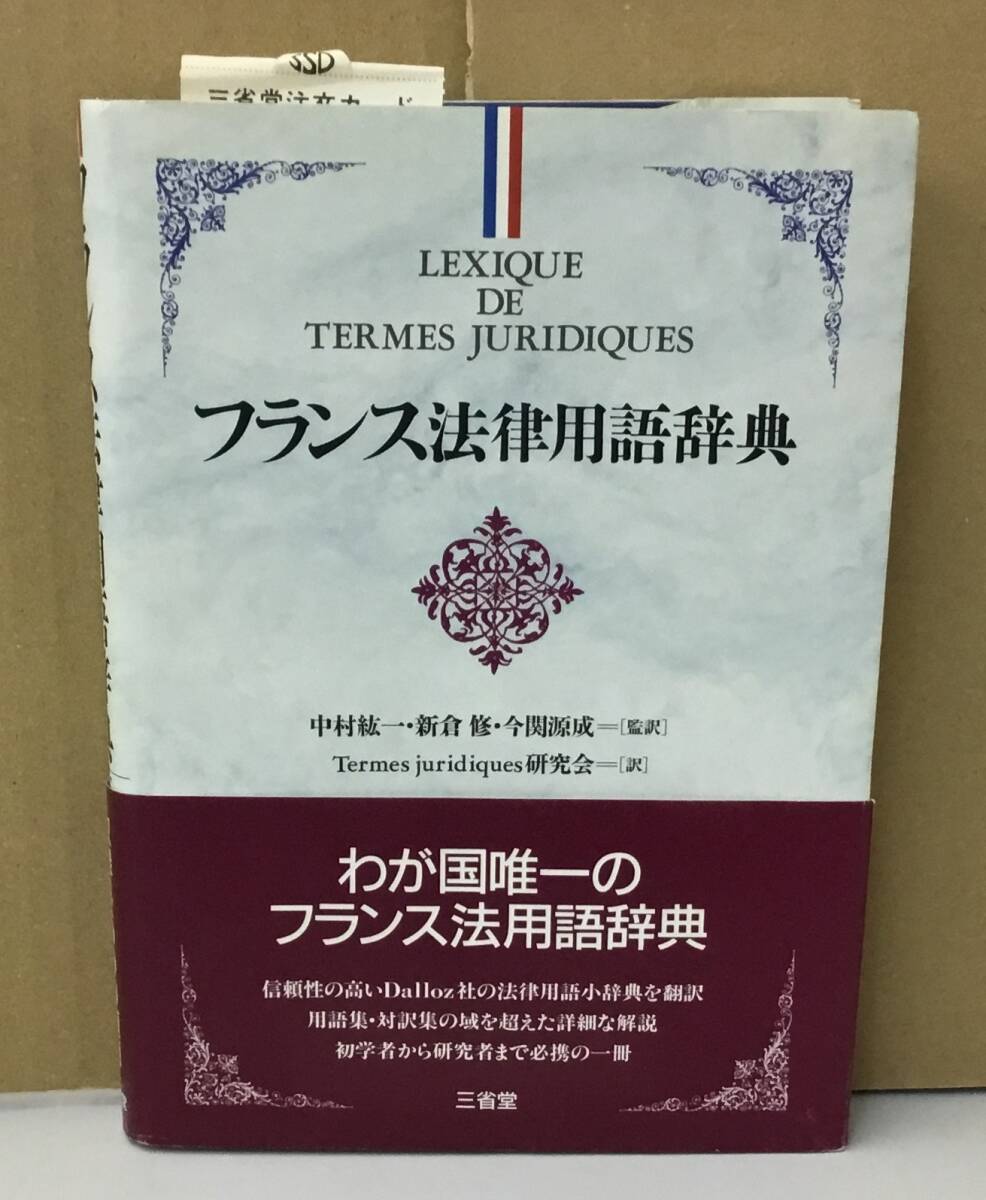 SSD
三省堂注文カード
LEXIQUE
DE
TERMES JURIDIQUES
フランス法律用語辞典
中村紘一・新倉 修・今関源成=[監訳]
Termes juridiques研究会=[訳]
わが国唯一の
フランス法用語辞典
信頼性の高いDalloz社の法律用語小辞典を翻訳
用語集・対訳集の域を超えた詳細な解説
初学者から研究者まで必携の一冊
三省堂